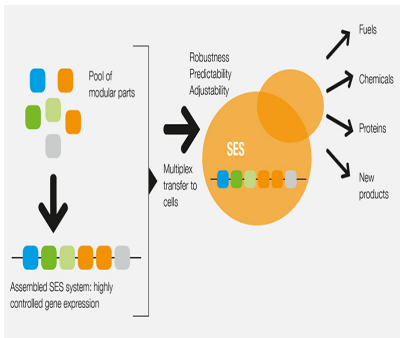 Pool of
modular parts
Assembled SES system: highly
controlled gene expression
Robustness
Predictability
Adjustability
Multiplex
transfer to
cells
SES
Fuels
Chemicals
Proteins
New
products